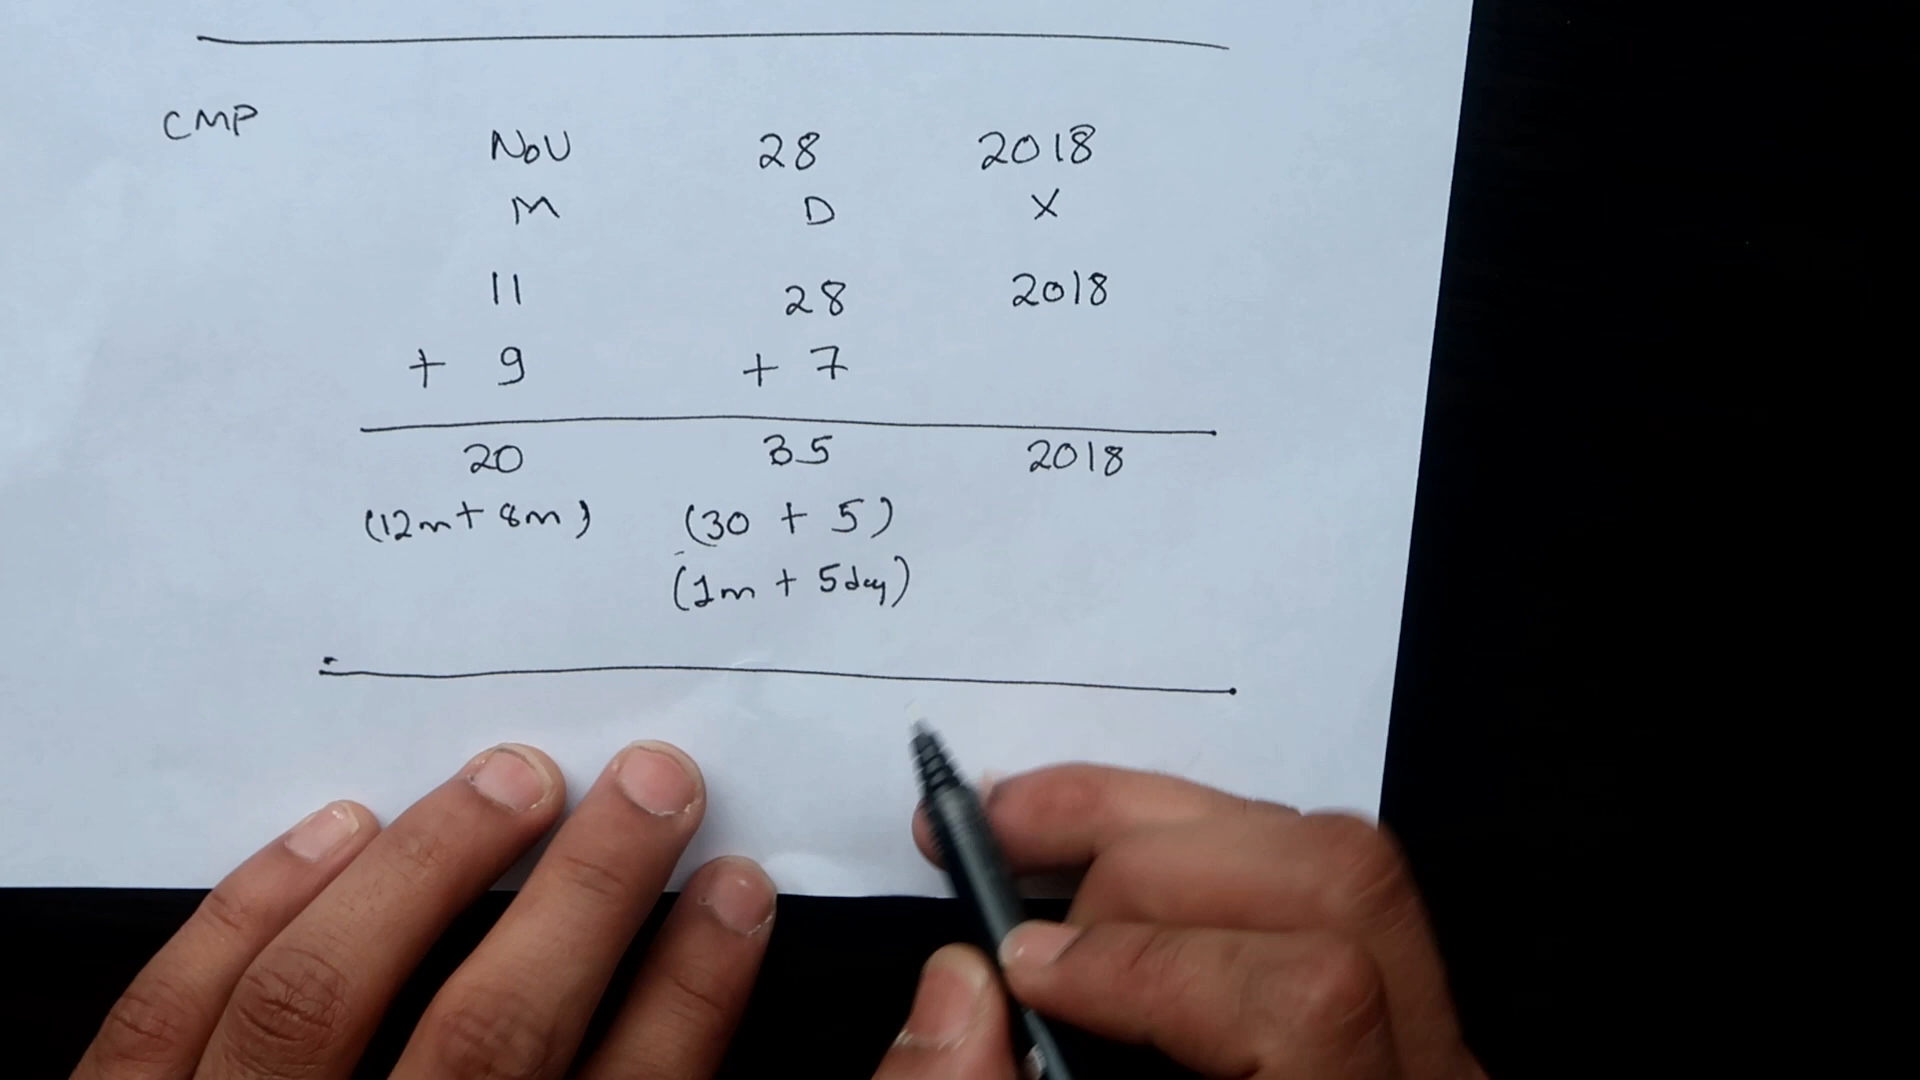 CMP
NOV 28 2018
M D Y
11 28 2018
+ 9 + 7
20 35 2018
(12m + 8m) (30 + 5)
(1m + 5day)